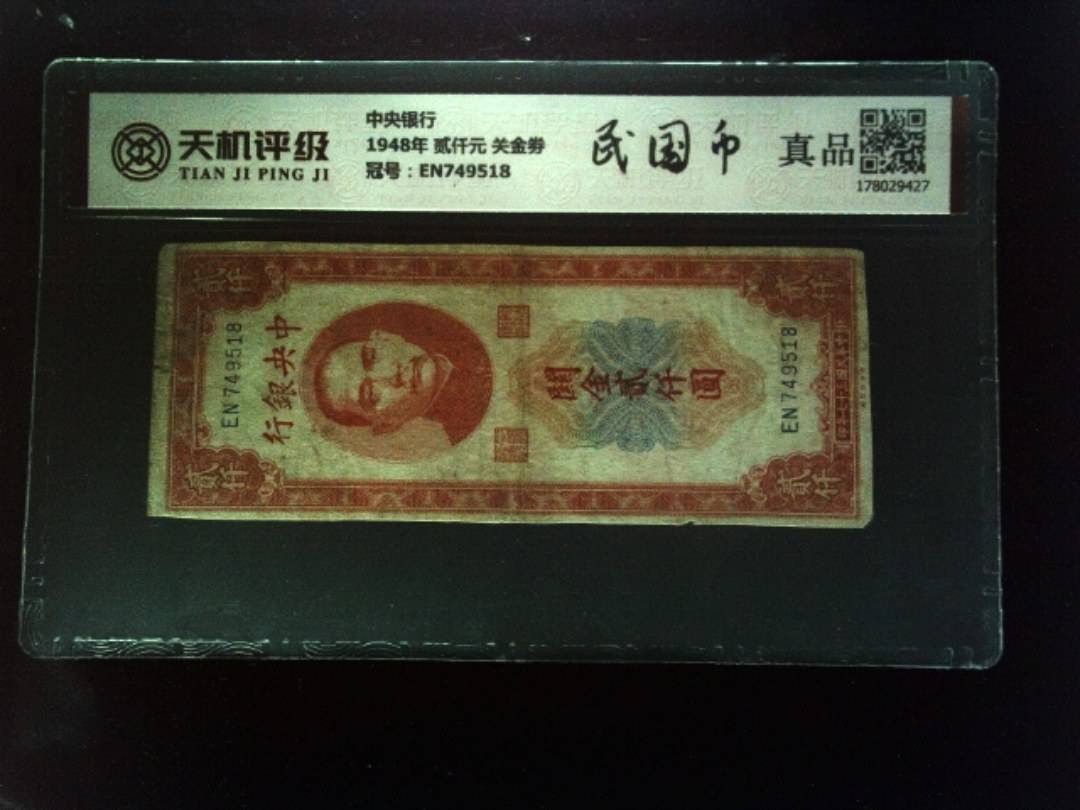 天机评级
TIAN JI PING JI
中央银行
1948年 贰仟元 关金券
冠号：EN749518
民国币
真品
178029427
貳仟
貳仟
EN749518
中央銀行
關金貳仟圓
EN749518
貳仟
貳仟